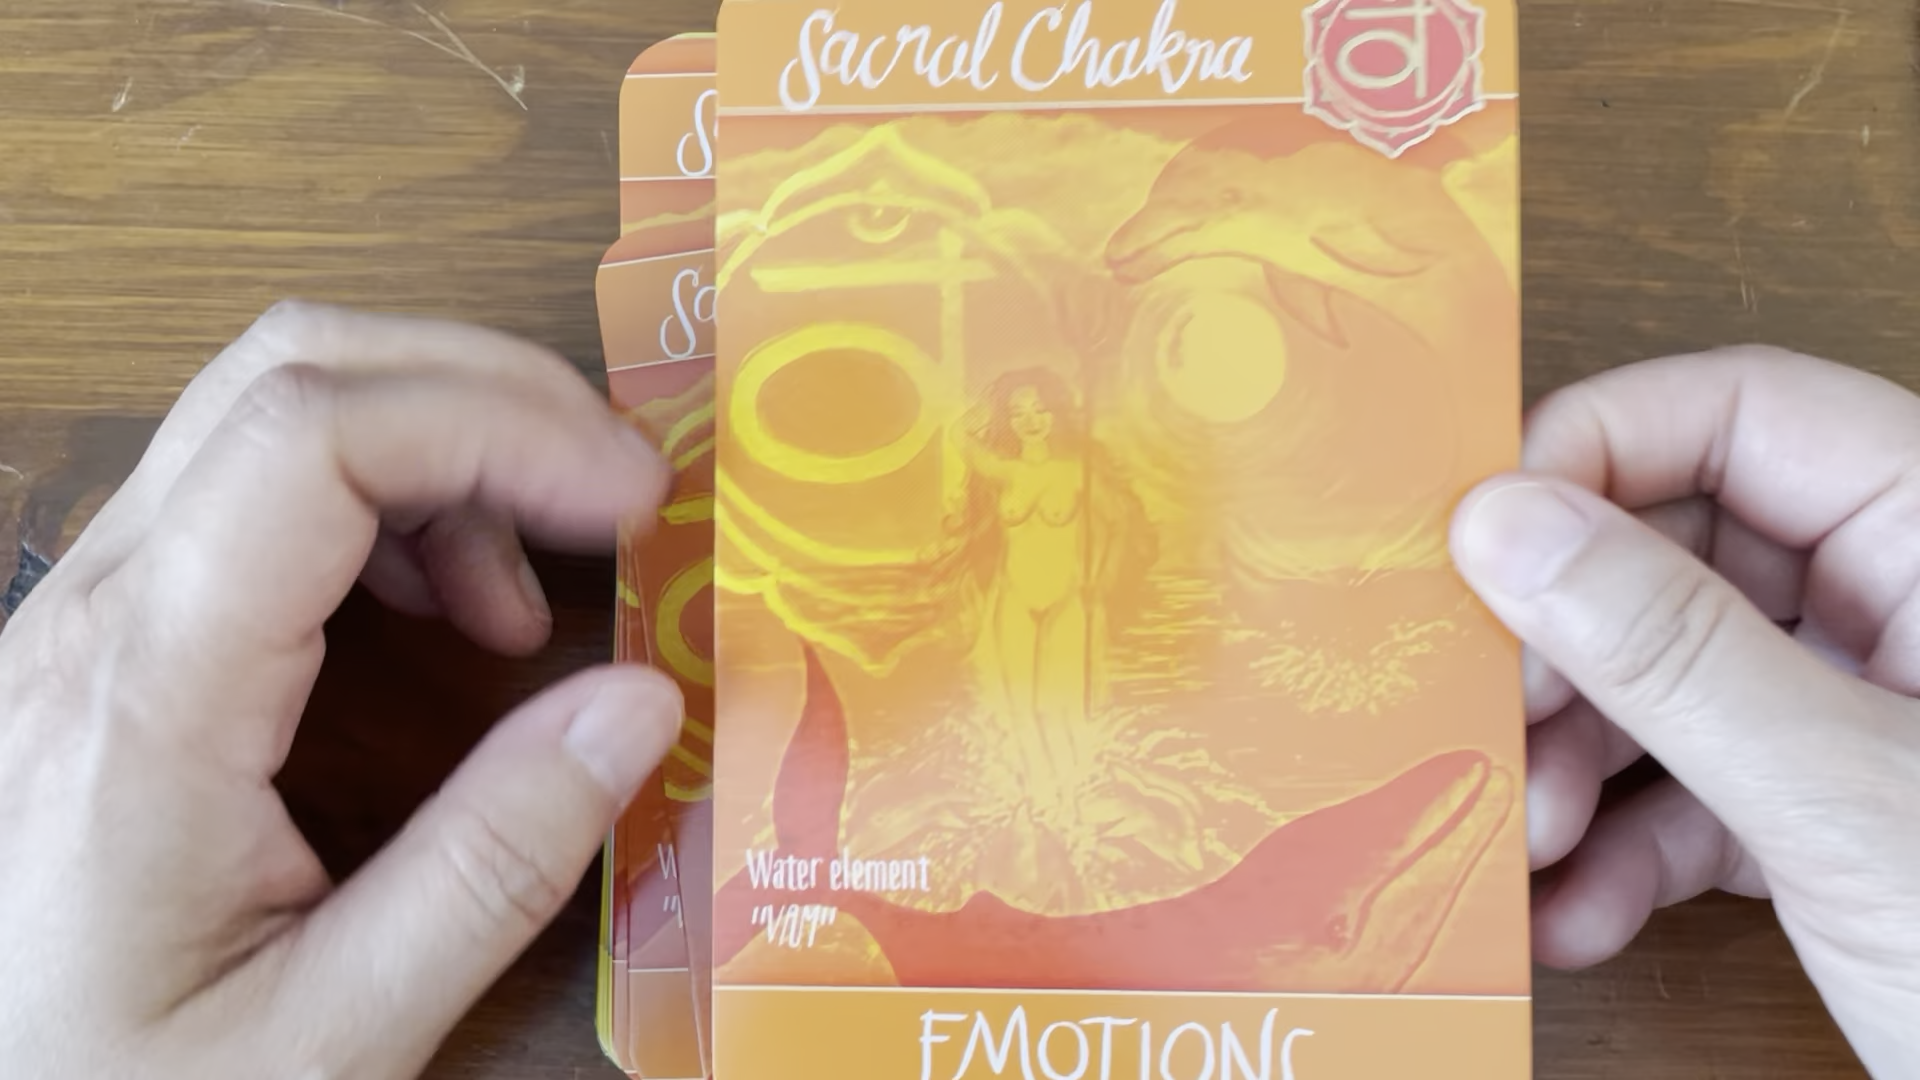 Sacral Chakra
वं
Water element
"VAM"
EMOTIONS